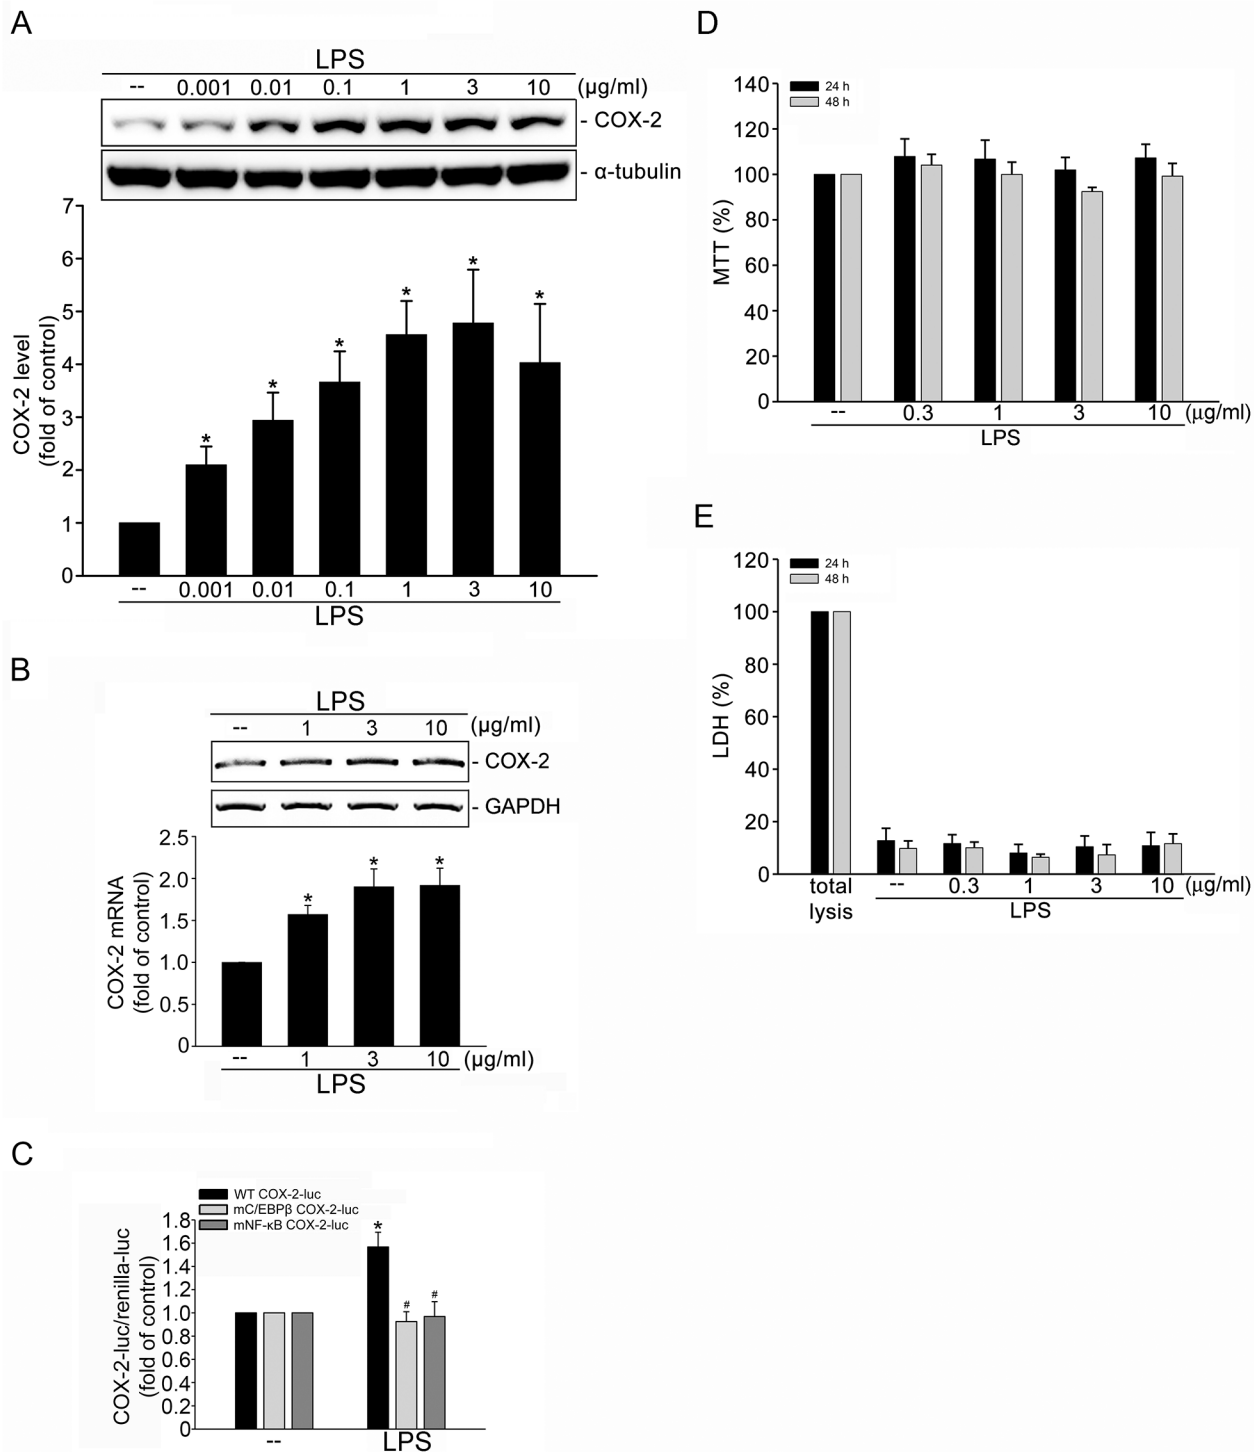 A
LPS
-- 0.001 0.01 0.1 1 3 10 (µg/ml)
- COX-2
- α-tubulin
7
6
5
4
3
2
1
0
COX-2 level
(fold of control)
* * * * * *
-- 0.001 0.01 0.1 1 3 10
LPS
B
LPS
-- 1 3 10 (µg/ml)
- COX-2
- GAPDH
2.5
2.0
1.5
1.0
0.5
0
COX-2 mRNA
(fold of control)
* * *
-- 1 3 10 (µg/ml)
LPS
C
WT COX-2-luc
mC/EBPβ COX-2-luc
mNF-κB COX-2-luc
1.8
1.6
1.4
1.2
1.0
0.8
0.6
0.4
0.2
0
COX-2-luc/renilla-luc
(fold of control)
* # #
-- LPS
D
24 h
48 h
140
120
100
80
60
40
20
0
MTT (%)
-- 0.3 1 3 10 (µg/ml)
LPS
E
24 h
48 h
120
100
80
60
40
20
0
LDH (%)
total -- 0.3 1 3 10 (µg/ml)
lysis LPS